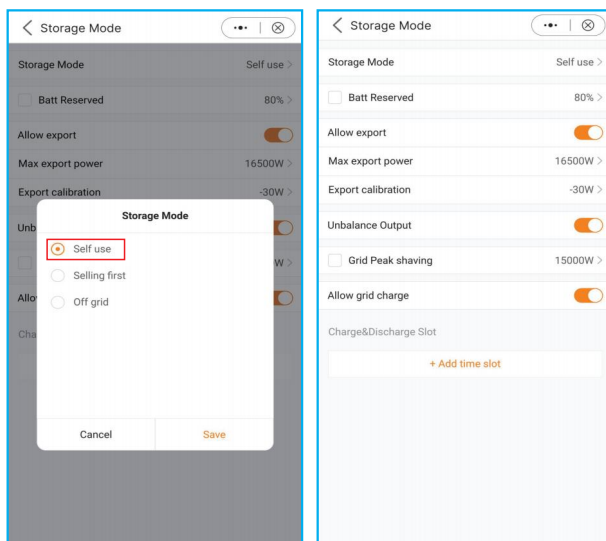 Storage Mode
Storage Mode Self use >
Batt Reserved 80% >
Allow export
Max export power 16500W >
Export calibration -30W >
Storage Mode
Unb
Self use
W >
Selling first
Allo
Off grid
Cha
Cancel Save
Storage Mode
Storage Mode Self use >
Batt Reserved 80% >
Allow export
Max export power 16500W >
Export calibration -30W >
Unbalance Output
Grid Peak shaving 15000W >
Allow grid charge
Charge&Discharge Slot
+ Add time slot